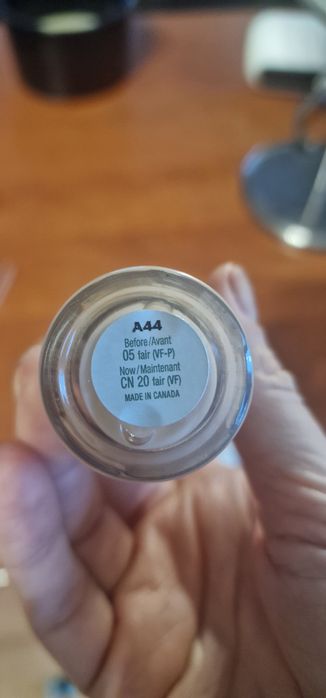 A44
Before/Avant
05 fair (VF-P)
Now/Maintenant
CN 20 fair (VF)
MADE IN CANADA